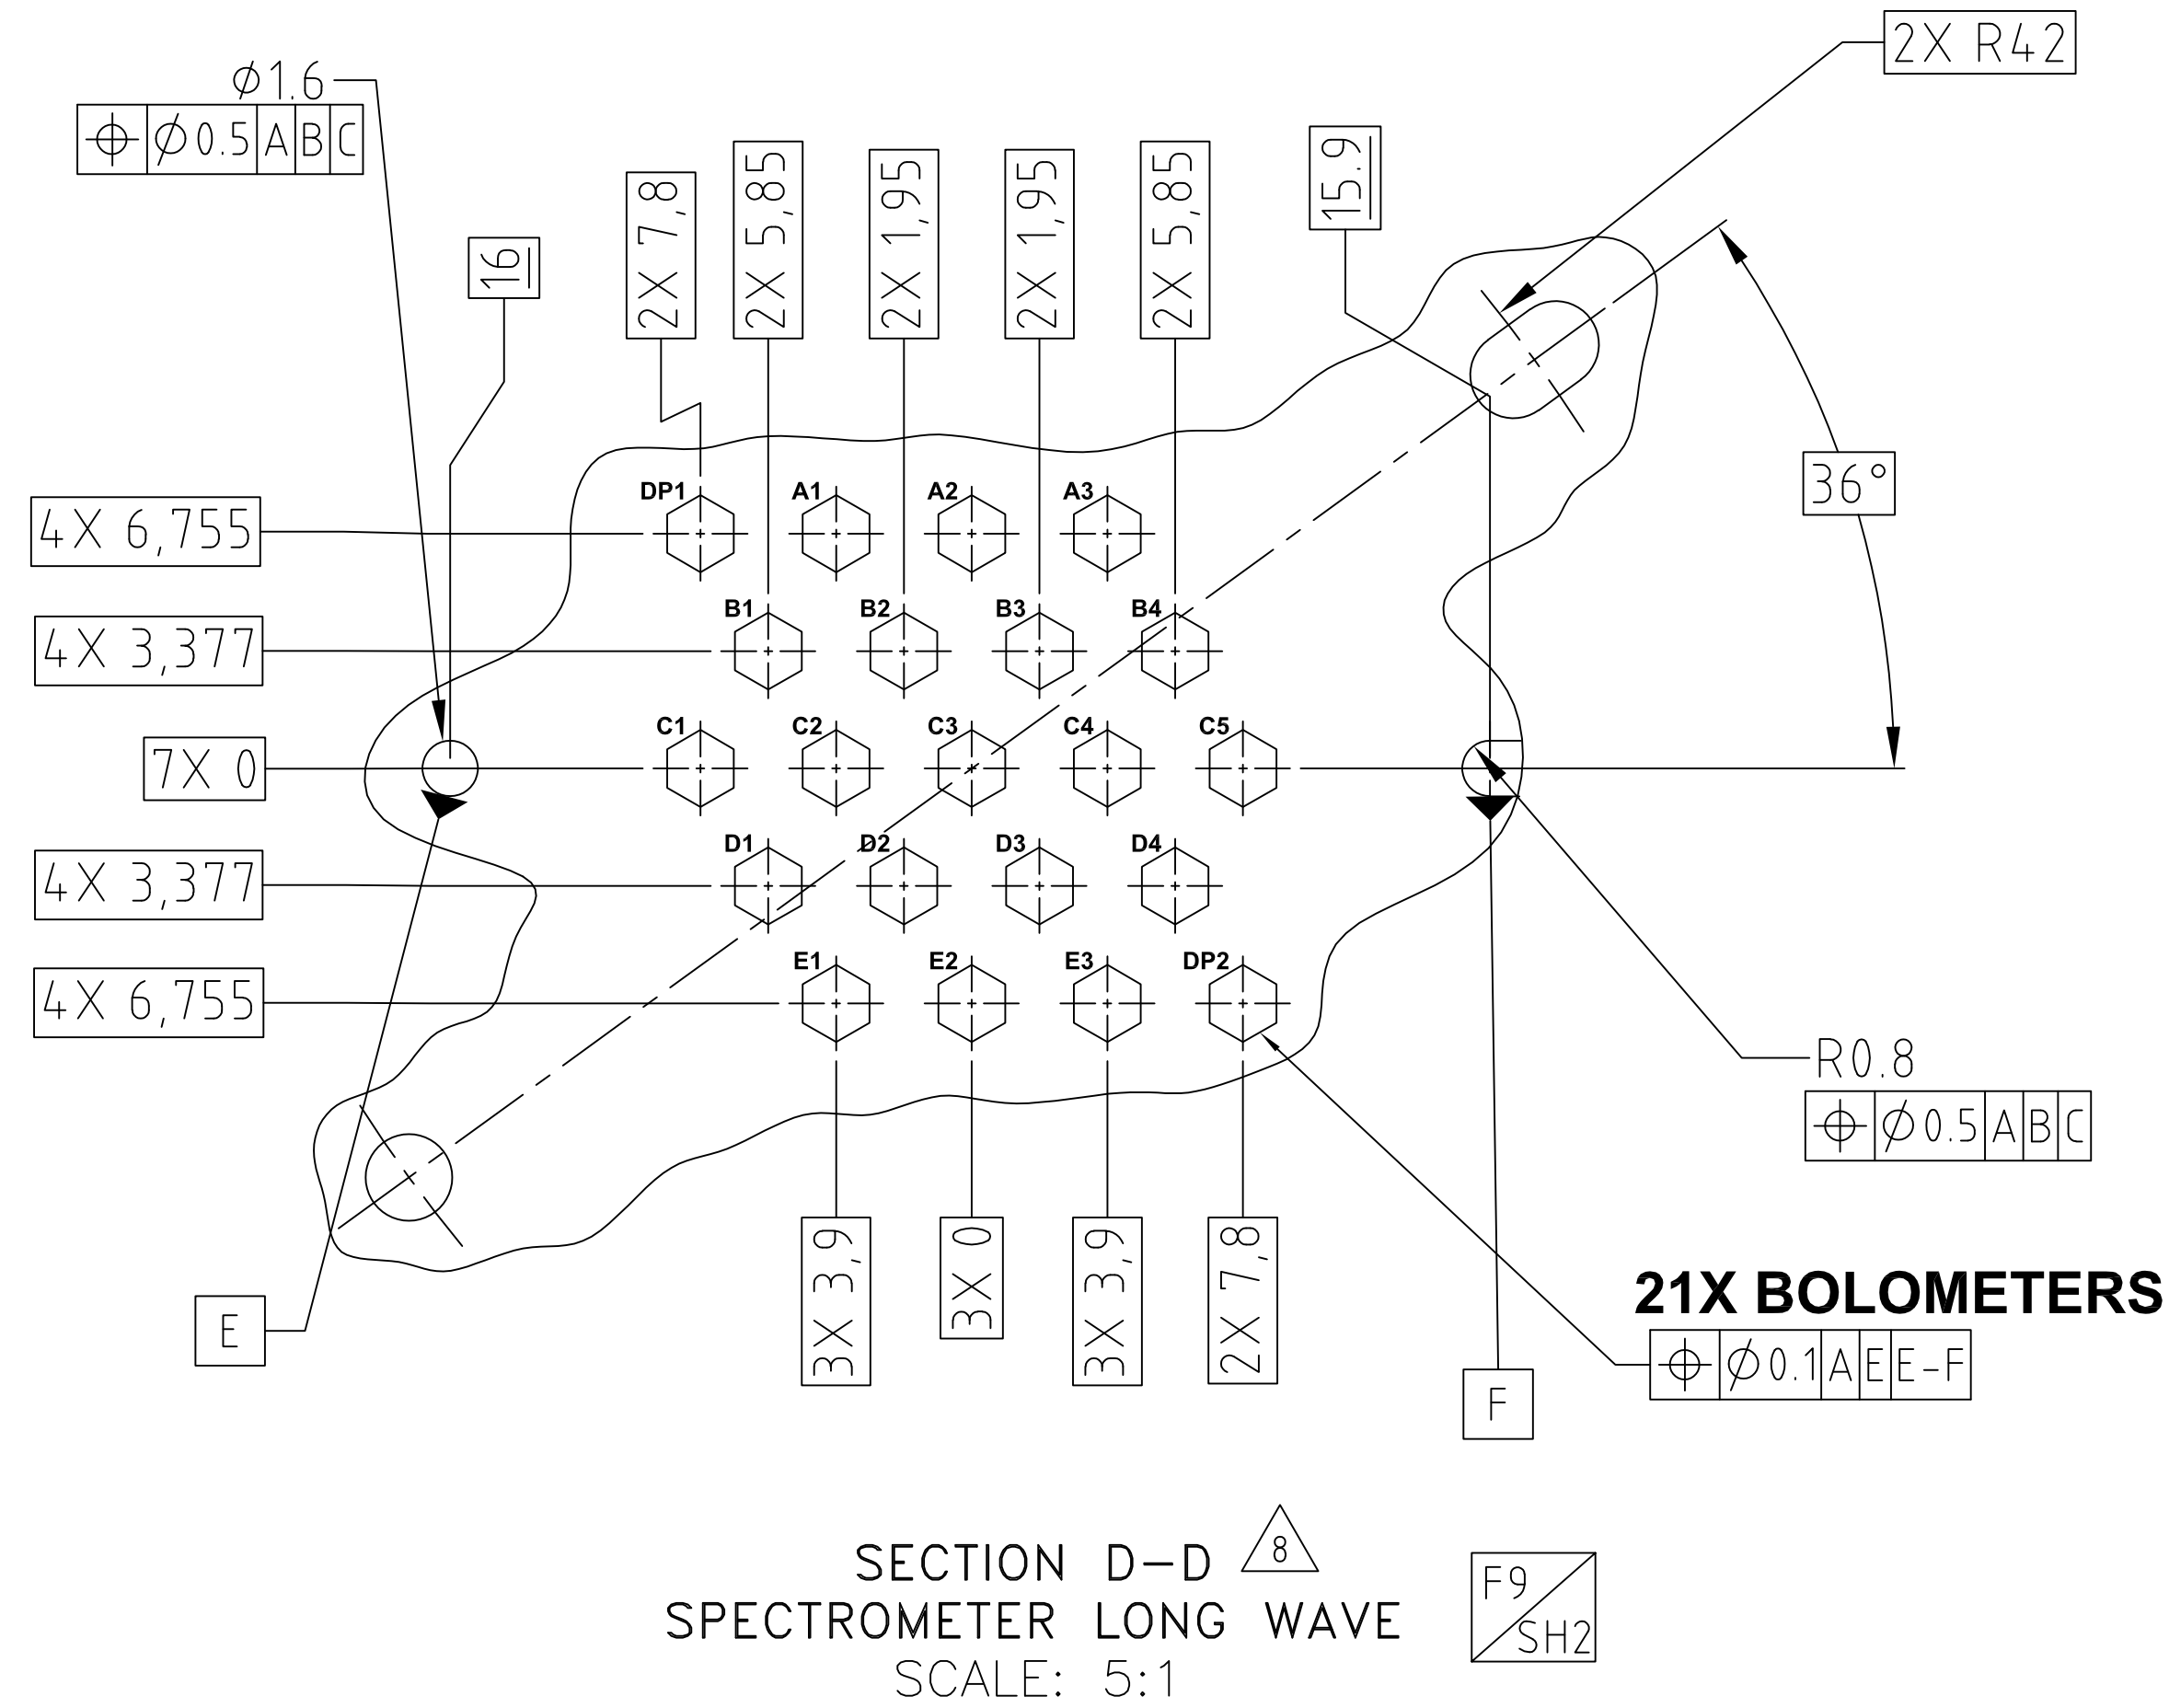 2X R42
⌀1.6
⌖ ⌀0.5 A B C
16
2X 7,8
2X 5,85
2X 1,95
2X 1,95
2X 5,85
15.9
36°
4X 6,755
DP1 A1 A2 A3
4X 3,377
B1 B2 B3 B4
7X 0
C1 C2 C3 C4 C5
4X 3,377
D1 D2 D3 D4
4X 6,755
E1 E2 E3 DP2
R0.8
⌖ ⌀0.5 A B C
3X 3,9
3X 0
3X 3,9
2X 7,8
E
F
21X BOLOMETERS
⌖ ⌀0.1 A E E-F
SECTION D-D 8
SPECTROMETER LONG WAVE
SCALE: 5:1
F9
SH2